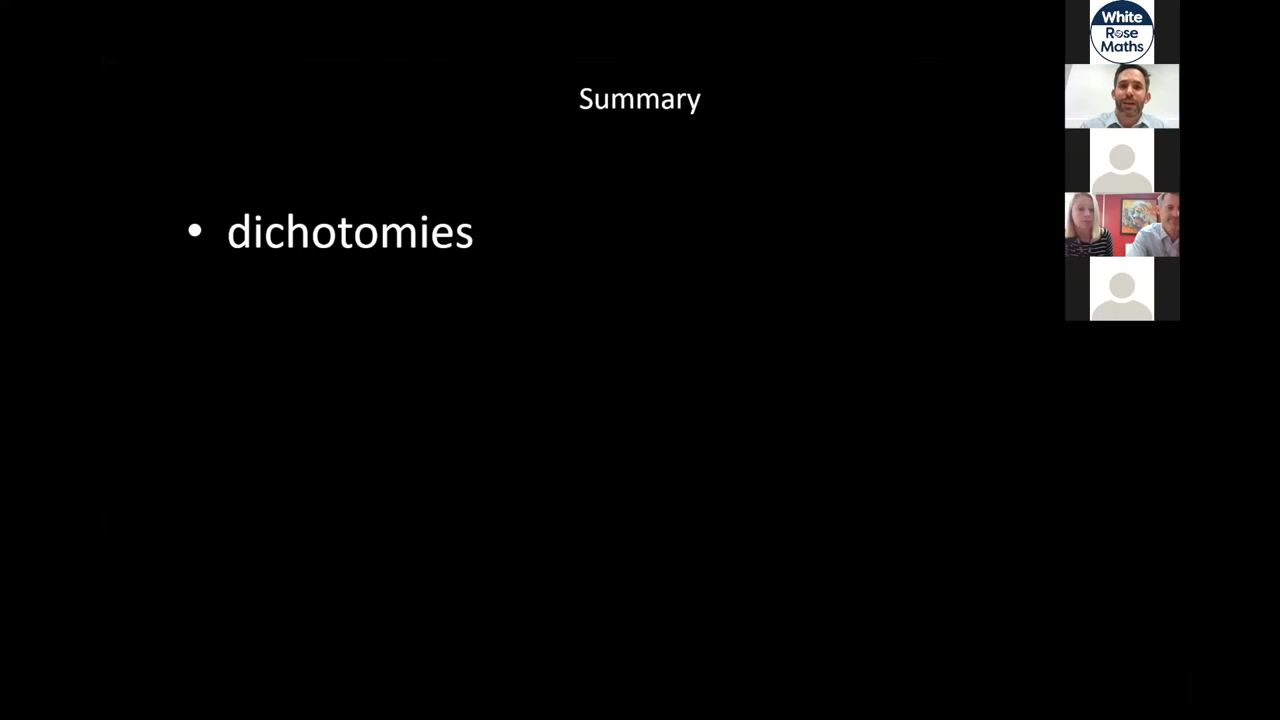 Summary
• dichotomies
White
Rose
Maths